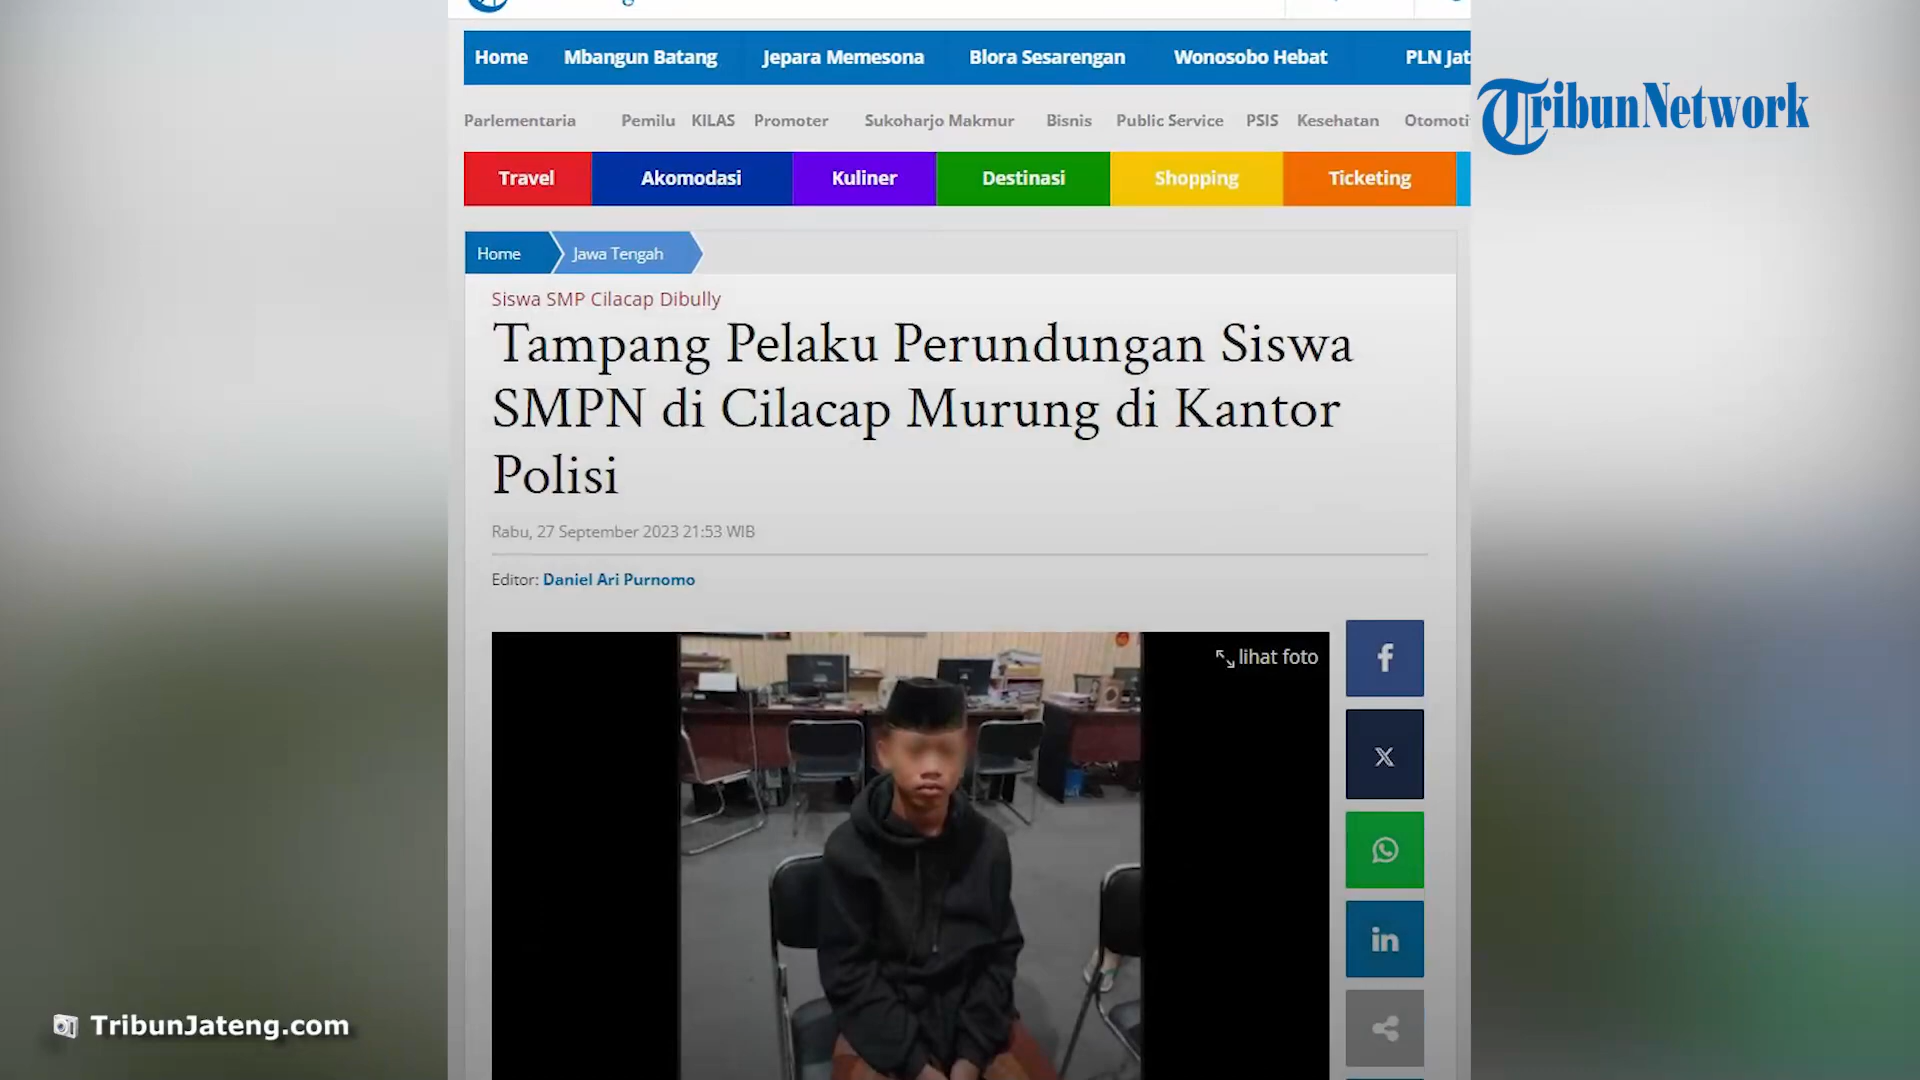 Home Mbangun Batang Jepara Memesona Blora Sesarengan Wonosobo Hebat PLN Jat
TribunNetwork
Parlementaria Pemilu KILAS Promoter Sukoharjo Makmur Bisnis Public Service PSIS Kesehatan Otomoti
Travel Akomodasi Kuliner Destinasi Shopping Ticketing
Home Jawa Tengah
Siswa SMP Cilacap Dibully
Tampang Pelaku Perundungan Siswa
SMPN di Cilacap Murung di Kantor
Polisi
Rabu, 27 September 2023 21:53 WIB
Editor: Daniel Ari Purnomo
lihat foto
TribunJateng.com